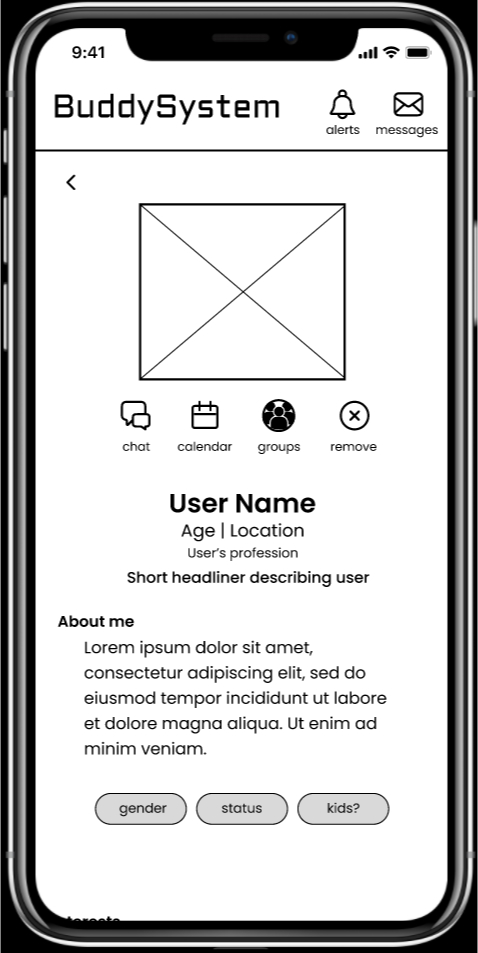 9:41
BuddySystem
alerts
messages
chat
calendar
groups
remove
User Name
Age | Location
User's profession
Short headliner describing user
About me
Lorem ipsum dolor sit amet,
consectetur adipiscing elit, sed do
eiusmod tempor incididunt ut labore
et dolore magna aliqua. Ut enim ad
minim veniam.
gender
status
kids?